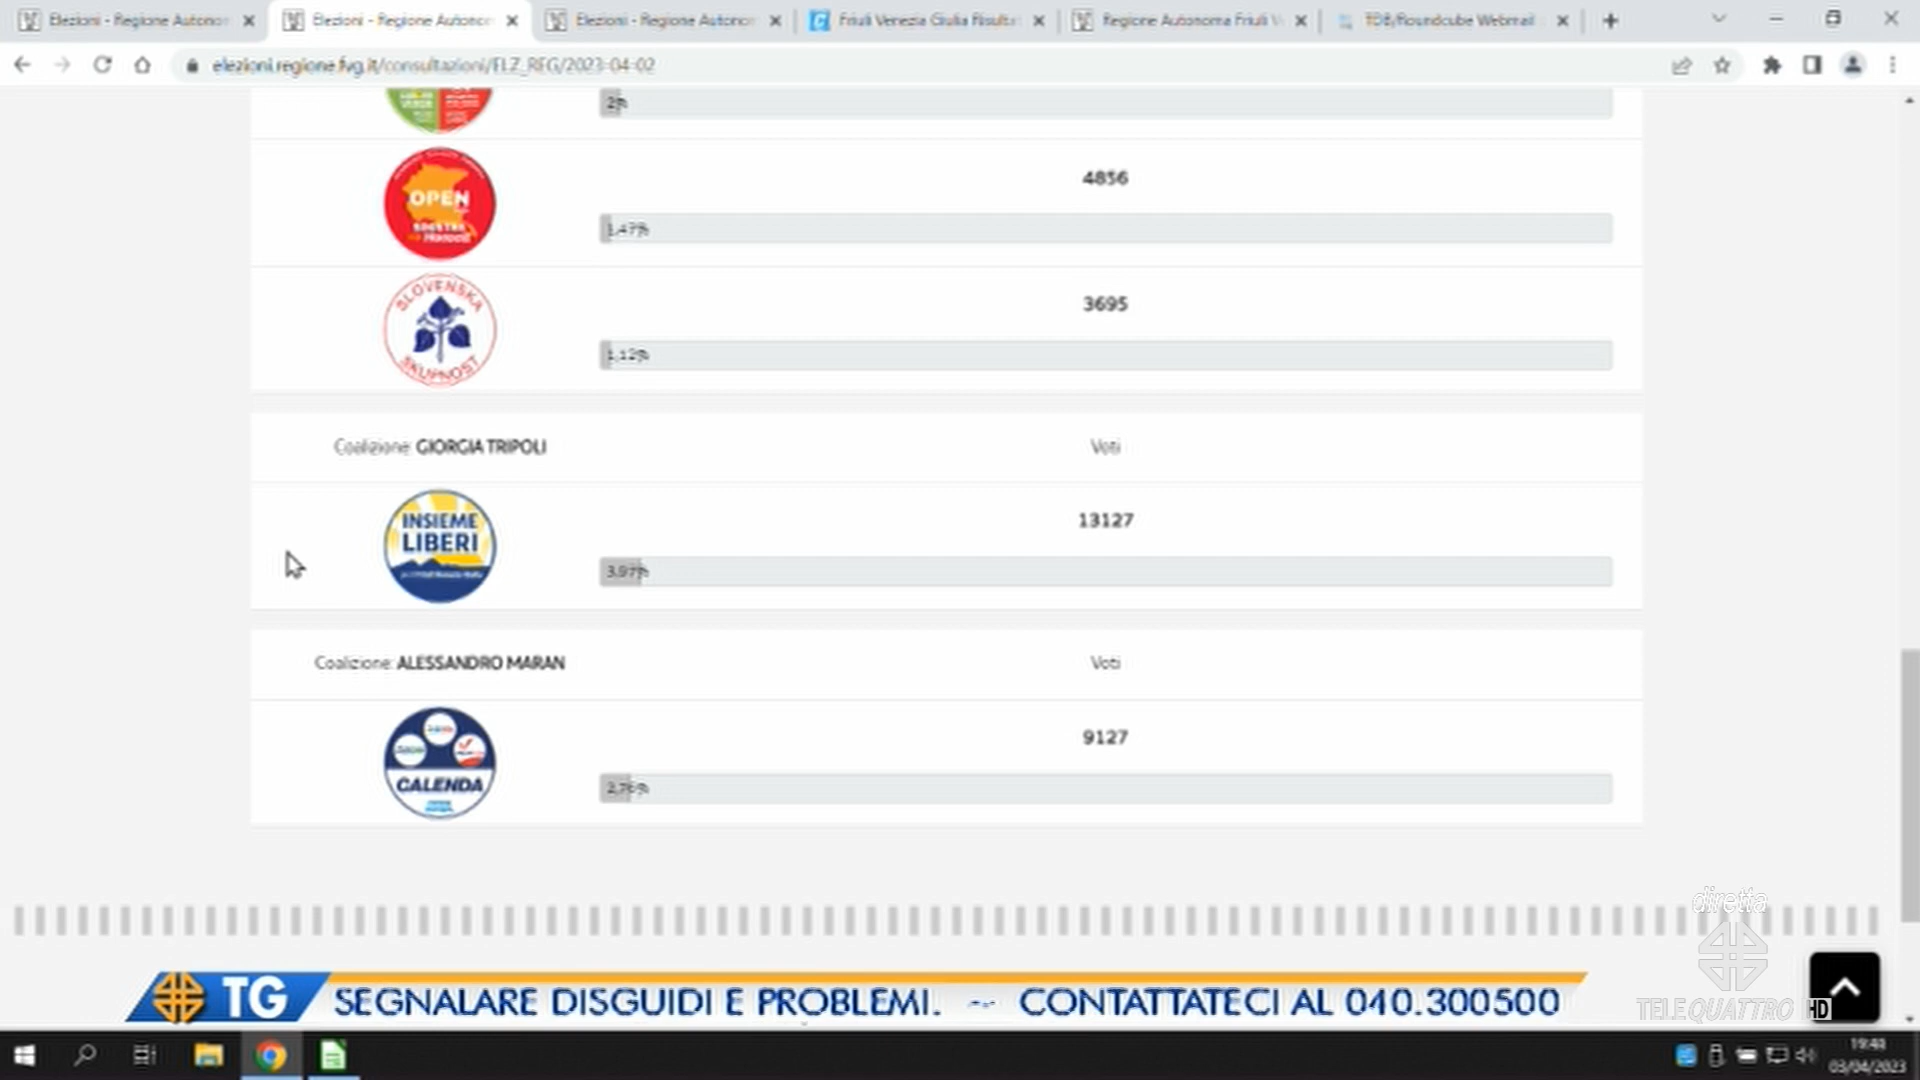 Elezioni - Regione Autonom
Elezioni - Regione Autonom
Elezioni - Regione Autonom
Friuli Venezia Giulia Risultat
Regione Autonoma Friuli V
TDB/Roundcube Webmail
elezioni.regione.fvg.it/consultazioni/ELZ_REG/2023-04-02
VERDE
2%
OPEN
SINISTRA
4856
1,47%
SLOVENSKA
SKUPNOST
3695
1,12%
Coalizione: GIORGIA TRIPOLI
Voti
INSIEME
LIBERI
13127
3,97%
Coalizione: ALESSANDRO MARAN
Voti
CALENDA
9127
2,76%
diretta
TG SEGNALARE DISGUIDI E PROBLEMI. -- CONTATTATECI AL 040.300500
TELEQUATTRO HD
19:48
03/04/2023